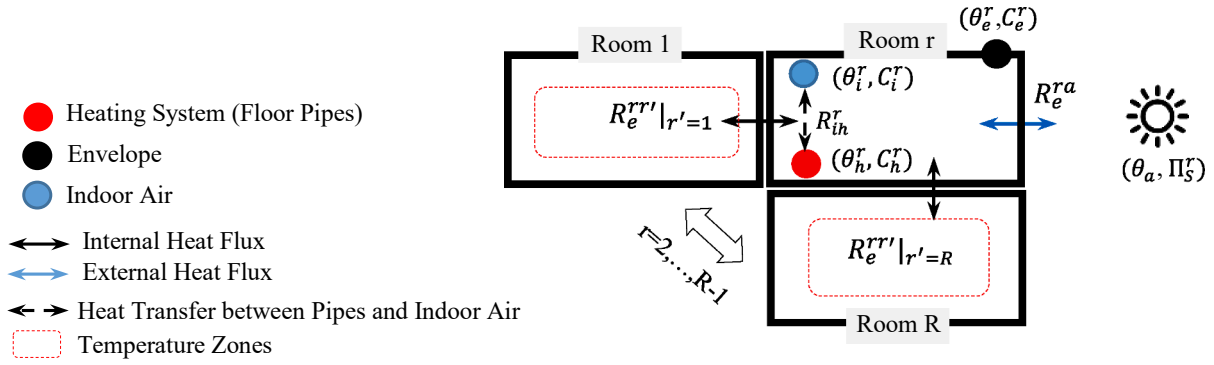 Heating System (Floor Pipes)
Envelope
Indoor Air
Internal Heat Flux
External Heat Flux
Heat Transfer between Pipes and Indoor Air
Temperature Zones
Room 1
R_e^{rr'}|_{r'=1}
r=2,…,R-1
Room r
(θ_e^r,C_e^r)
(θ_i^r, C_i^r)
R_{ih}^r
(θ_h^r, C_h^r)
R_e^{ra}
(θ_a, Π_S^r)
R_e^{rr'}|_{r'=R}
Room R